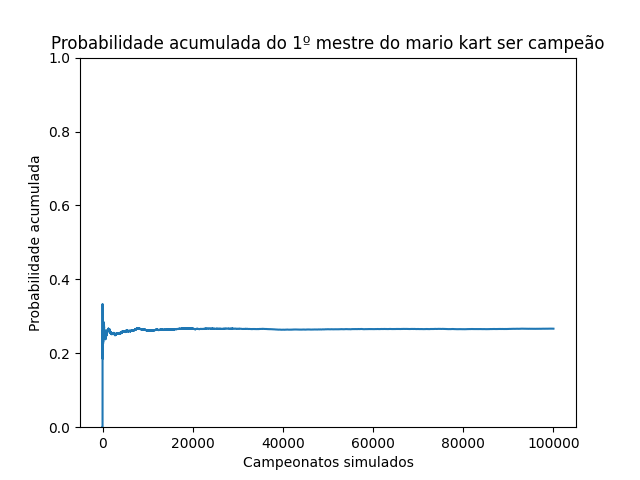 Probabilidade acumulada do 1º mestre do mario kart ser campeão
1.0
0.8
0.6
0.4
0.2
0.0
Probabilidade acumulada
0 20000 40000 60000 80000 100000
Campeonatos simulados